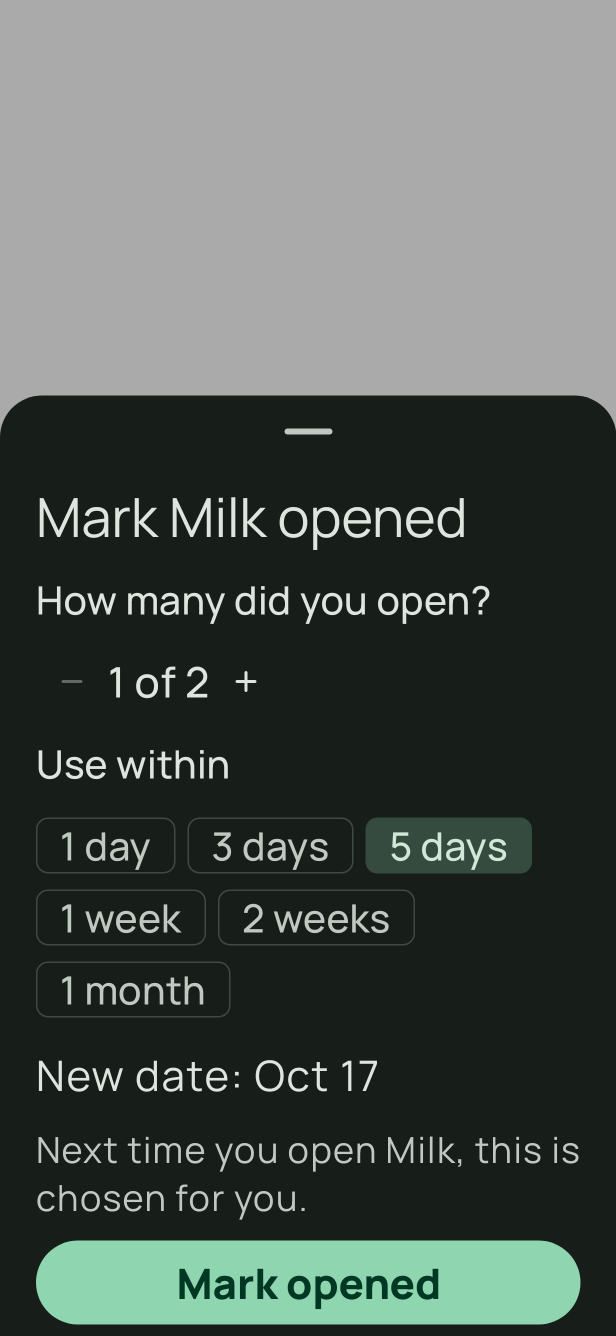 Mark Milk opened
How many did you open?
− 1 of 2 +
Use within
1 day 3 days 5 days
1 week 2 weeks
1 month
New date: Oct 17
Next time you open Milk, this is
chosen for you.
Mark opened